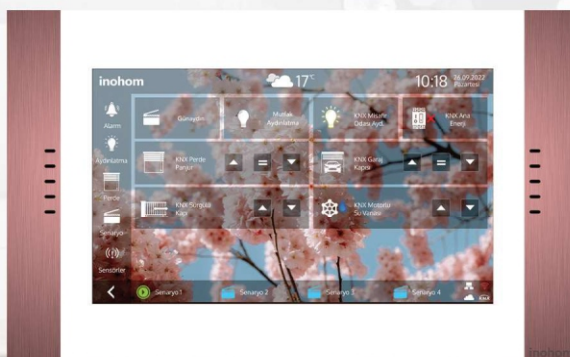 inohom
17°
10:18
26.09.2022
Pazartesi
Alarm
Aydınlatma
Perde
Senaryo
Sensörler
Günaydın
Mutfak
Aydınlatma
KNX Misafir
Odası Ayd.
KNX Ana
Enerji
KNX Perde
Panjur
KNX Garaj
Kapısı
KNX Sürgülü
Kapı
KNX Motorlu
Su Vanası
Senaryo 1
Senaryo 2
Senaryo 3
Senaryo 4
Inohom